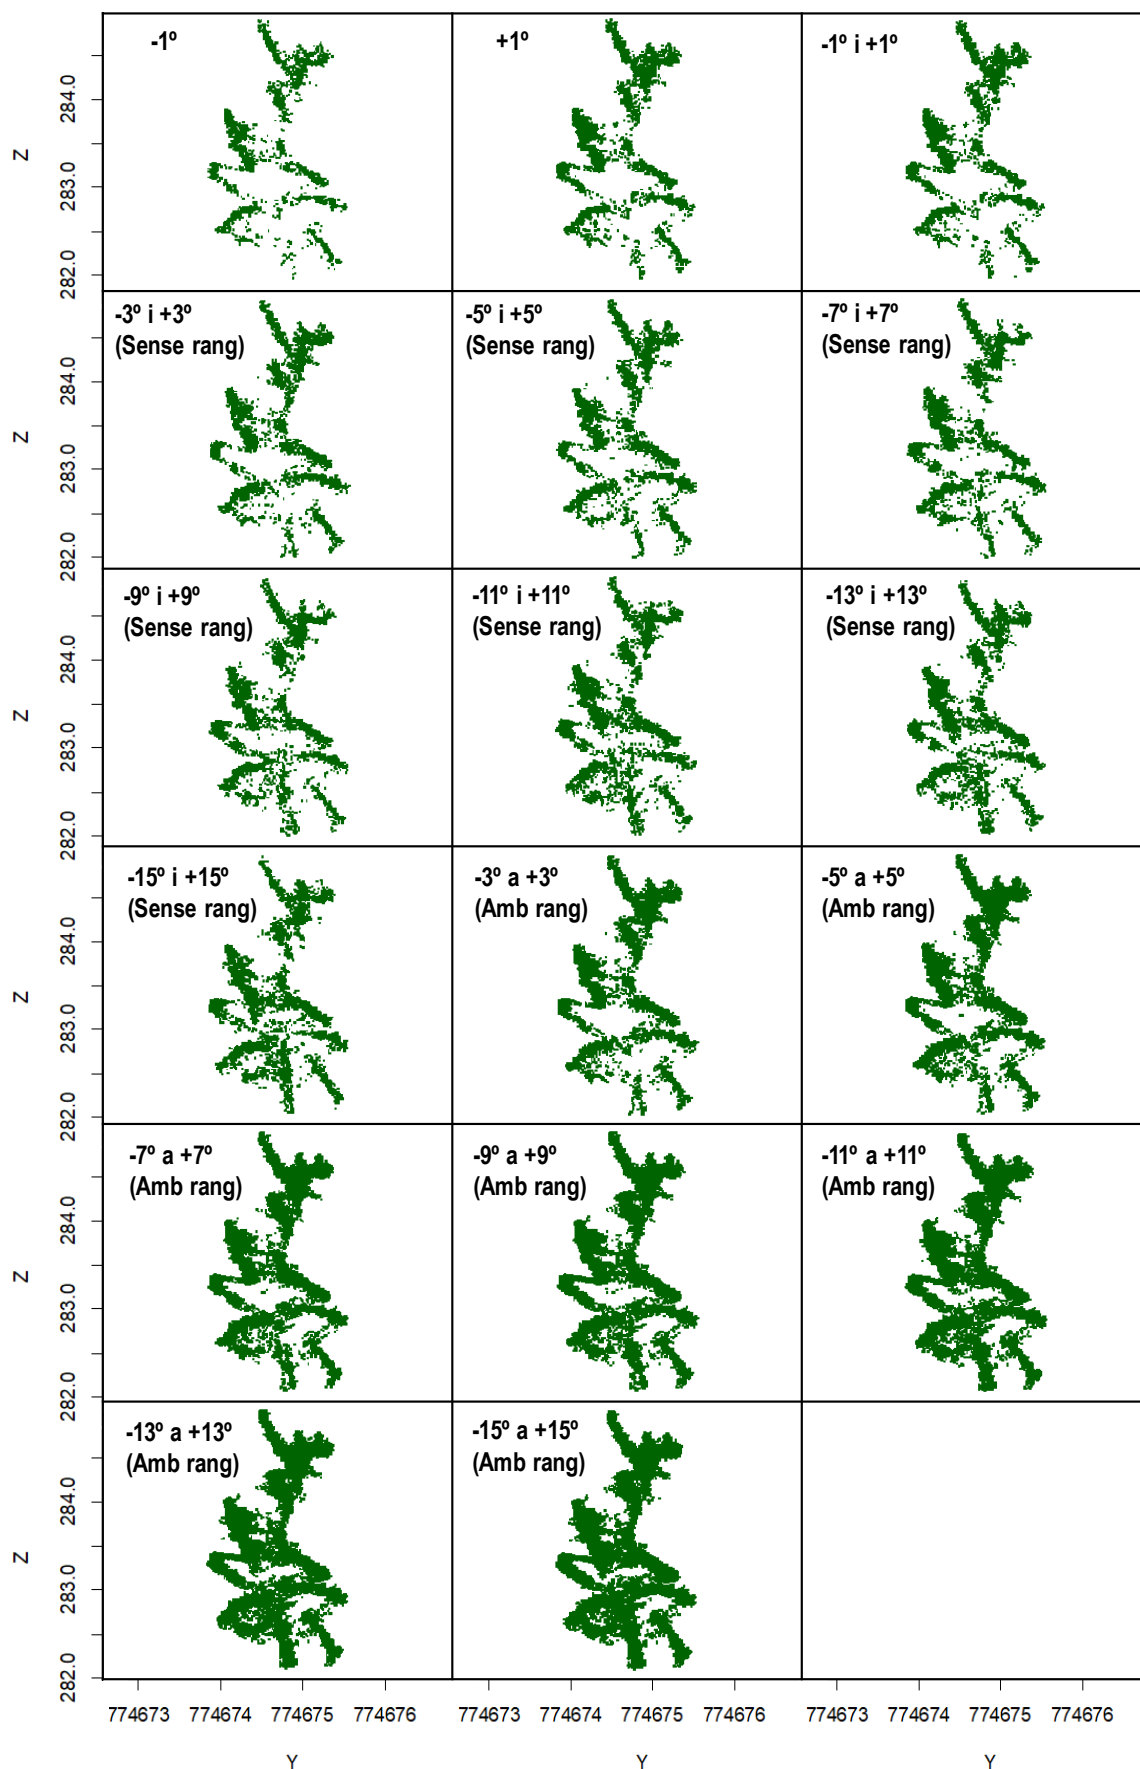 -1º
+1º
-1º i +1º
284.0
Z
283.0
282.0
-3º i +3º
(Sense rang)
-5º i +5º
(Sense rang)
-7º i +7º
(Sense rang)
284.0
Z
283.0
282.0
-9º i +9º
(Sense rang)
-11º i +11º
(Sense rang)
-13º i +13º
(Sense rang)
284.0
Z
283.0
282.0
-15º i +15º
(Sense rang)
-3º a +3º
(Amb rang)
-5º a +5º
(Amb rang)
284.0
Z
283.0
282.0
-7º a +7º
(Amb rang)
-9º a +9º
(Amb rang)
-11º a +11º
(Amb rang)
284.0
Z
283.0
282.0
-13º a +13º
(Amb rang)
-15º a +15º
(Amb rang)
284.0
Z
283.0
282.0
774673 774674 774675 774676 774673 774674 774675 774676 774673 774674 774675 774676
Y Y Y